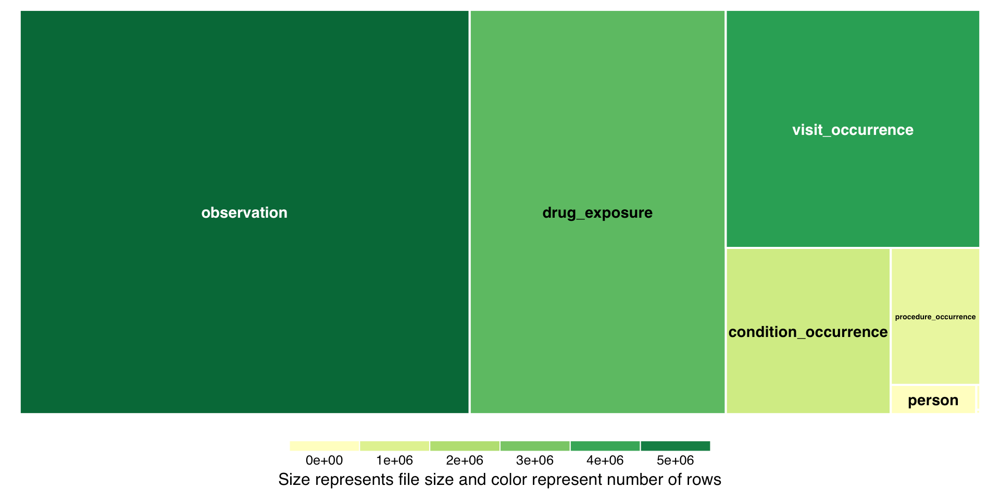 observation
drug_exposure
visit_occurrence
condition_occurrence
procedure_occurrence
person
0e+00 1e+06 2e+06 3e+06 4e+06 5e+06
Size represents file size and color represent number of rows